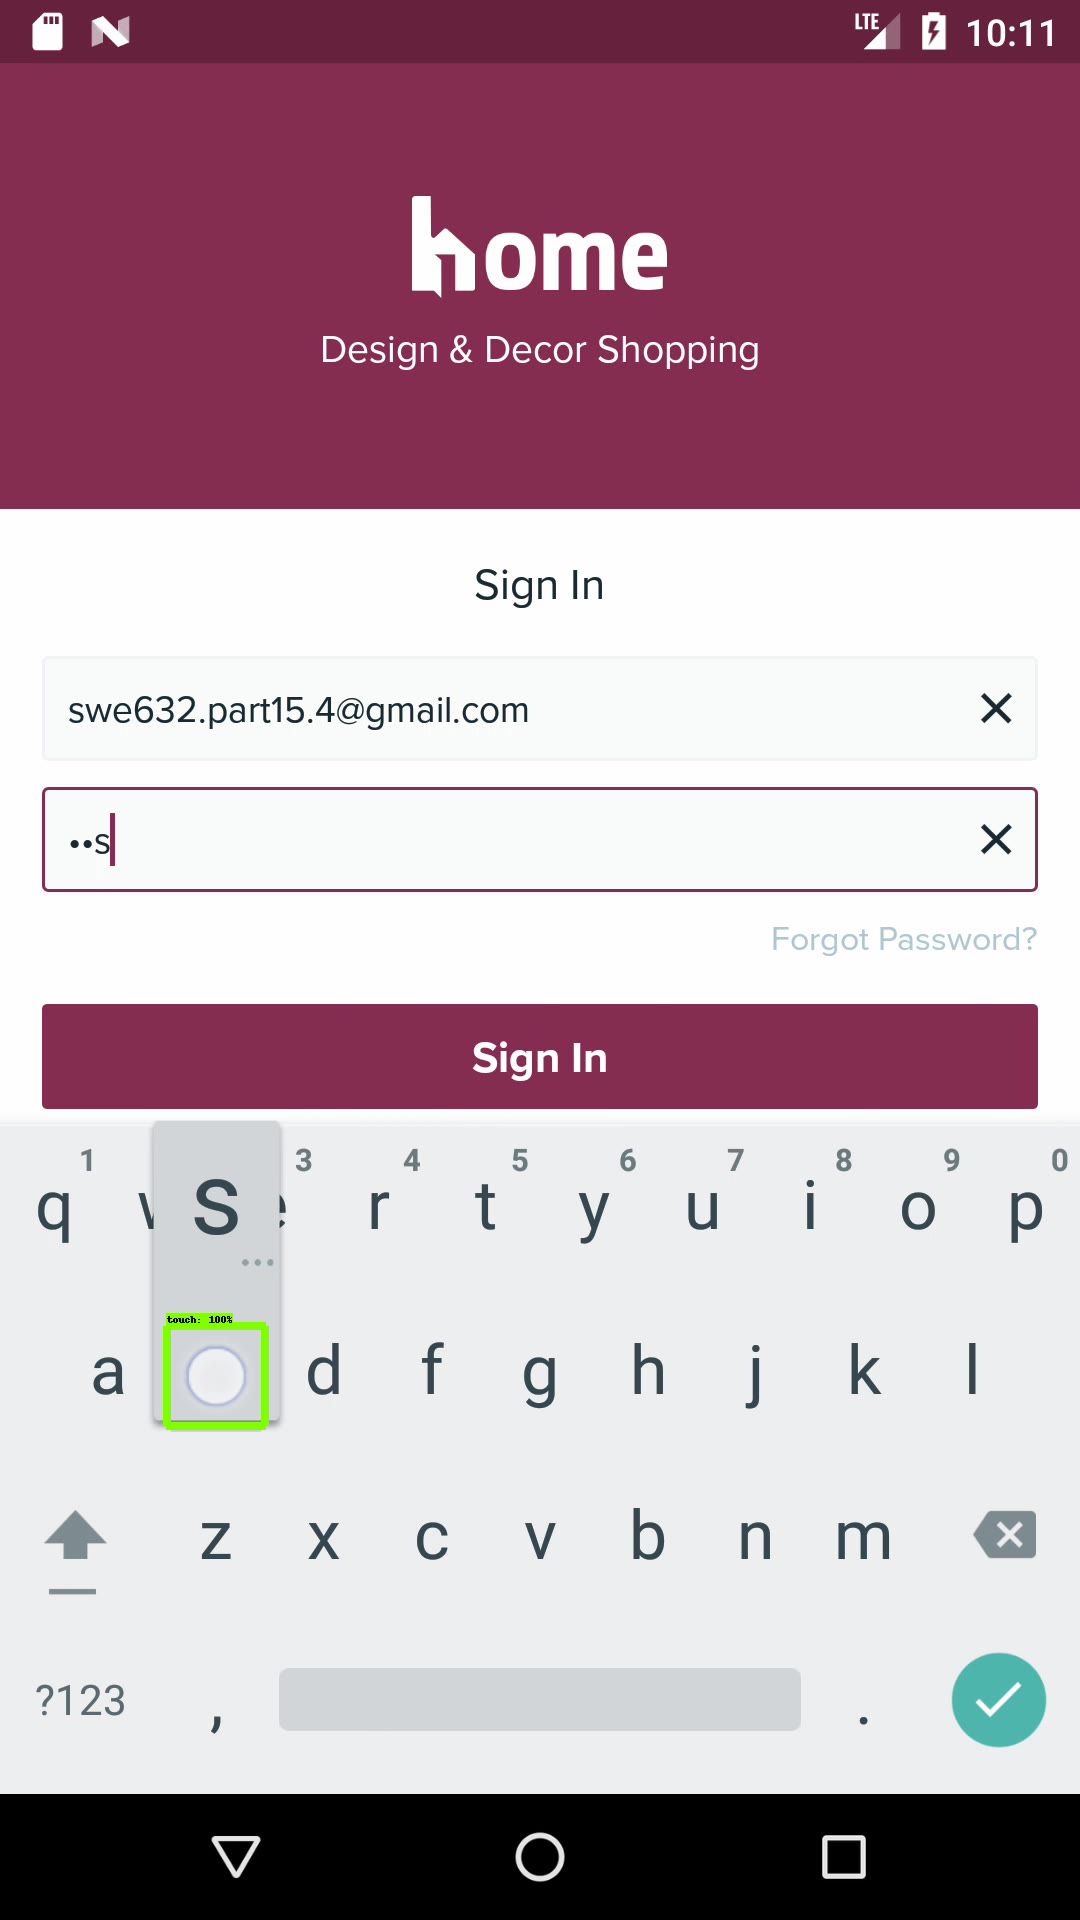 LTE 10:11
home
Design & Decor Shopping
Sign In
swe632.part15.4@gmail.com
••s
Forgot Password?
Sign In
1 3 4 5 6 7 8 9 0
q w s e r t y u i o p
...
touch: 100%
a d f g h j k l
z x c v b n m
?123 , .